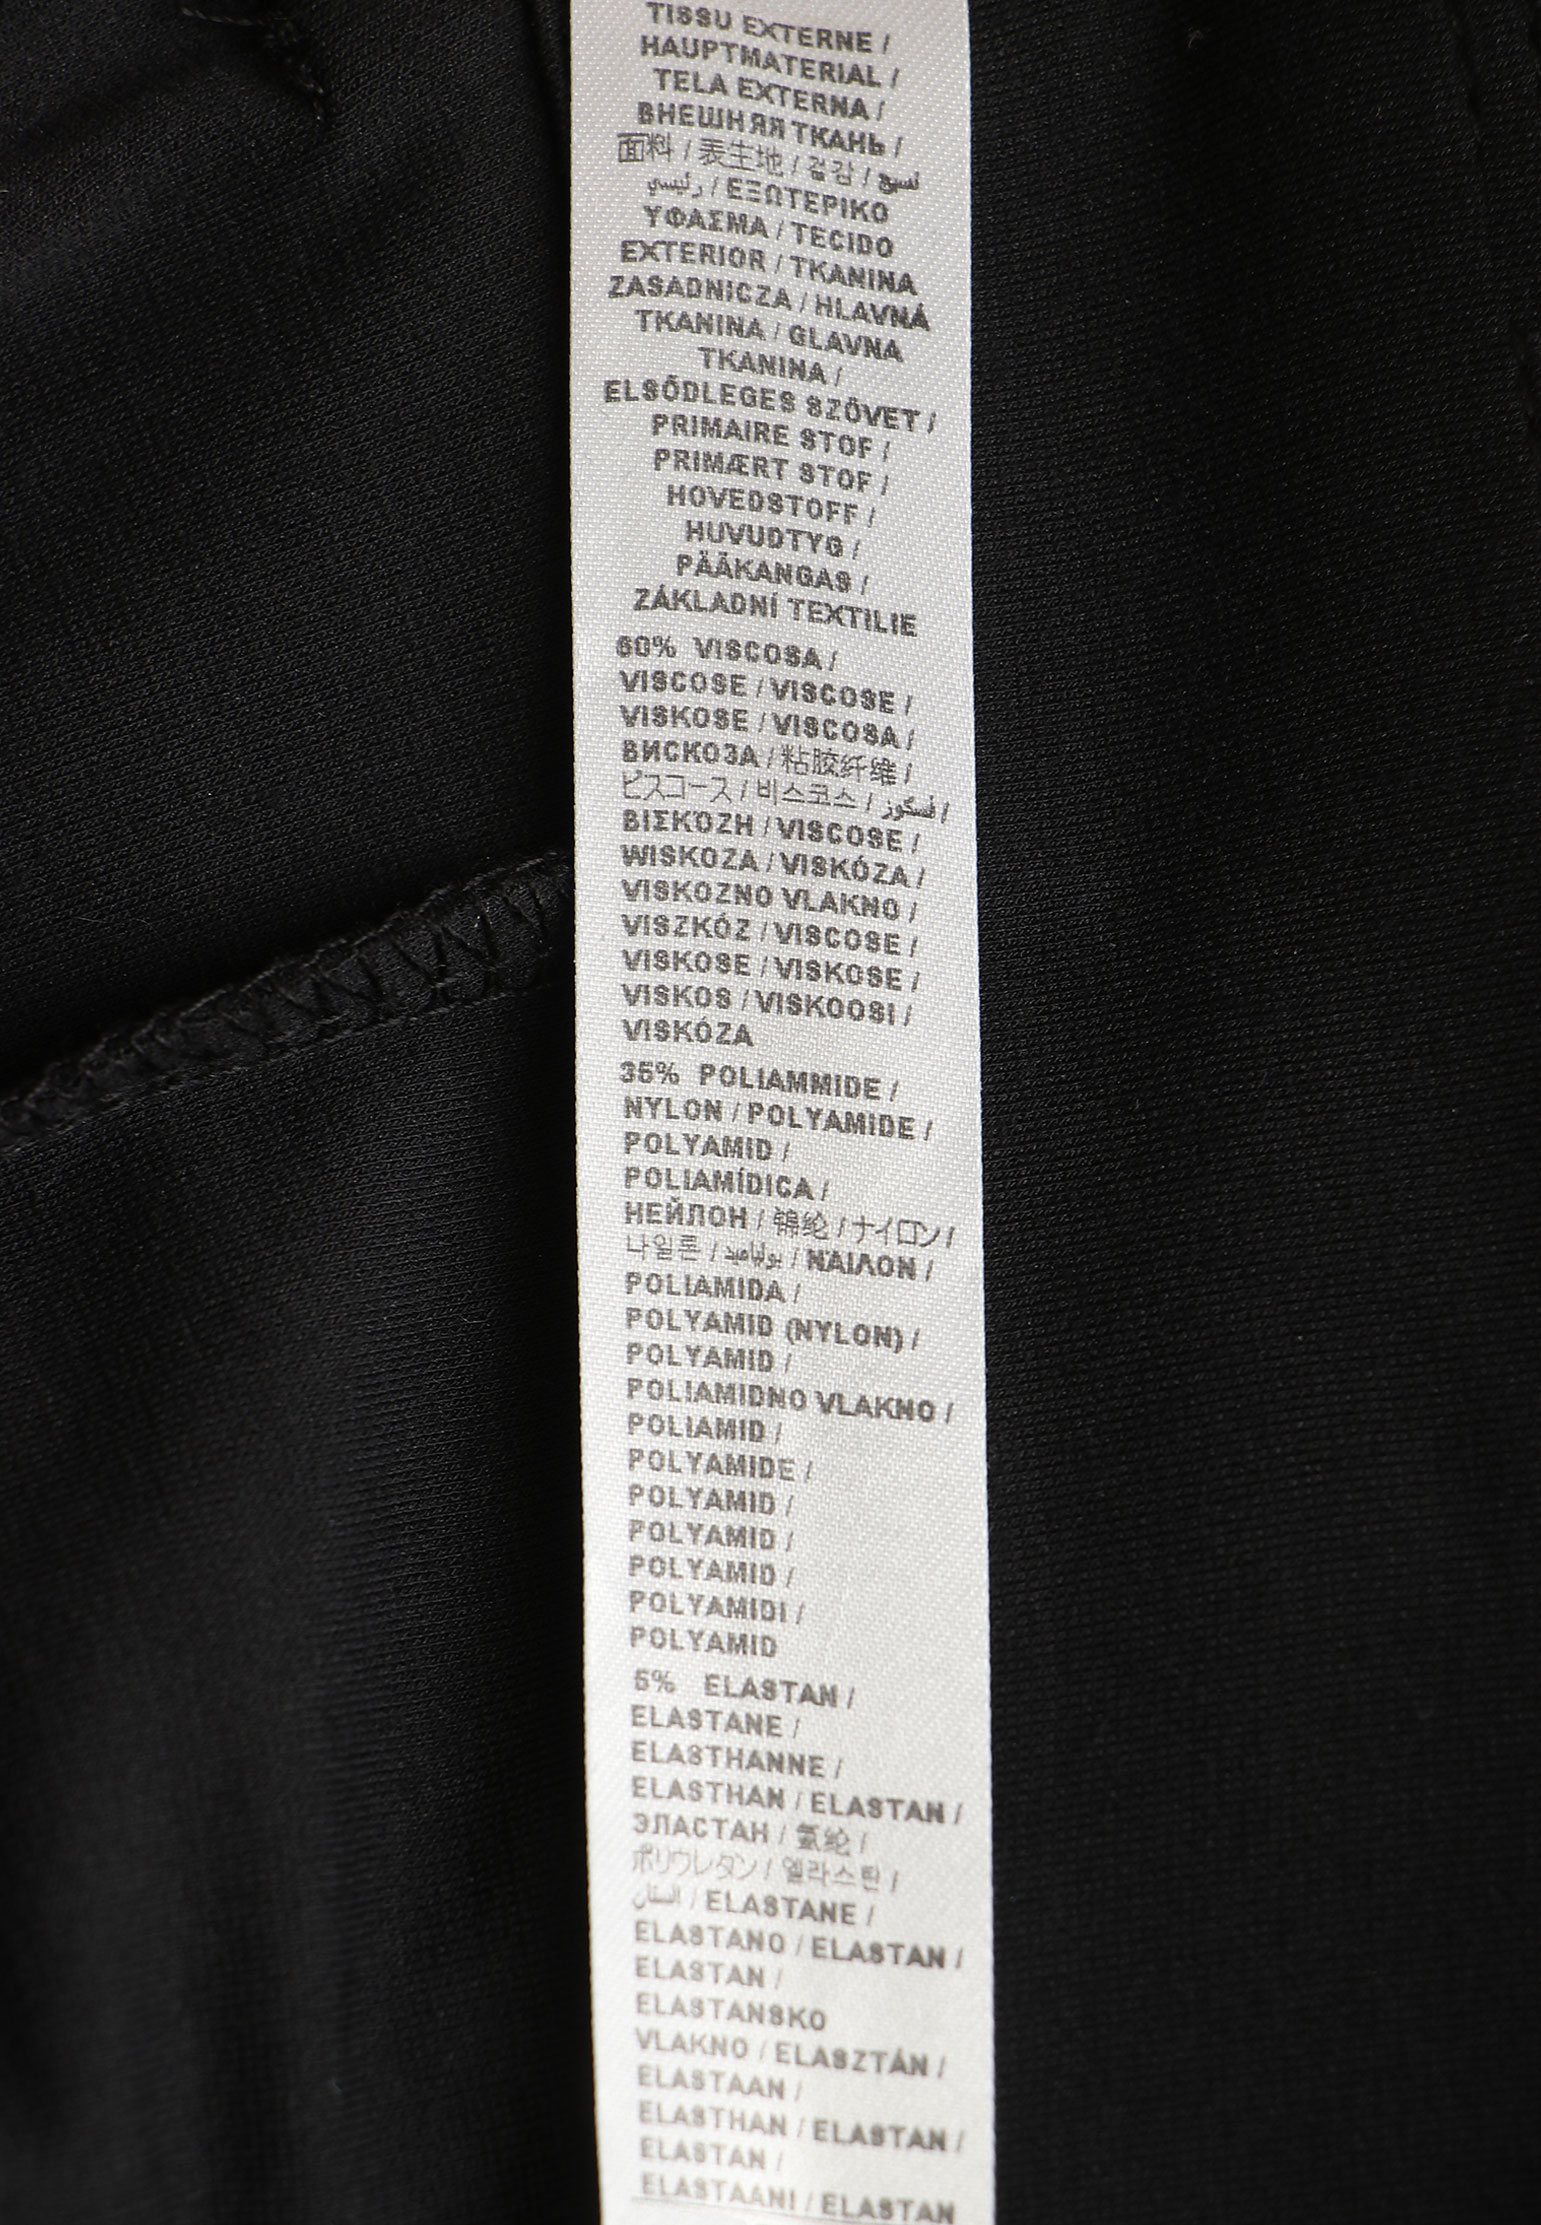 TISSU EXTERNE /
HAUPTMATERIAL /
TELA EXTERNA /
ВНЕШНЯЯ ТКАНЬ /
面料 / 表生地 / 겉감 / نسيج
رئيسي / ΕΞΩΤΕΡΙΚΟ
ΥΦΑΣΜΑ / TECIDO
EXTERIOR / TKANINA
ZASADNICZA / HLAVNÁ
TKANINA / GLAVNA
TKANINA /
ELSŐDLEGES SZÖVET /
PRIMAIRE STOF /
PRIMÆRT STOF /
HOVEDSTOFF /
HUVUDTYG /
PÄÄKANGAS /
ZÁKLADNÍ TEXTILIE
60% VISCOSA /
VISCOSE / VISCOSE /
VISKOSE / VISCOSA /
ВИСКОЗА / 粘胶纤维 /
ビスコース / 비스코스 / فسكوز /
ΒΙΣΚΌΖΗ / VISCOSE /
WISKOZA / VISKÓZA /
VISKOZNO VLAKNO /
VISZKÓZ / VISCOSE /
VISKOSE / VISKOSE /
VISKOS / VISKOOSI /
VISKÓZA
35% POLIAMMIDE /
NYLON / POLYAMIDE /
POLYAMID /
POLIAMÍDICA /
НЕЙЛОН / 锦纶 / ナイロン /
나일론 / بولياميد / ΝΑΙΛΟΝ /
POLIAMIDA /
POLYAMID (NYLON) /
POLYAMID /
POLIAMIDNO VLAKNO /
POLIAMID /
POLYAMIDE /
POLYAMID /
POLYAMID /
POLYAMID /
POLYAMIDI /
POLYAMID
5% ELASTAN /
ELASTANE /
ELASTHANNE /
ELASTHAN / ELASTAN /
ЭЛАСТАН / 氨纶 /
ポリウレタン / 엘라스틴 /
الستان / ELASTANE /
ELASTANO / ELASTAN /
ELASTAN /
ELASTANSKO
VLAKNO / ELASZTÁN /
ELASTAAN /
ELASTHAN / ELASTAN /
ELASTAN /
ELASTAANI / ELASTAN